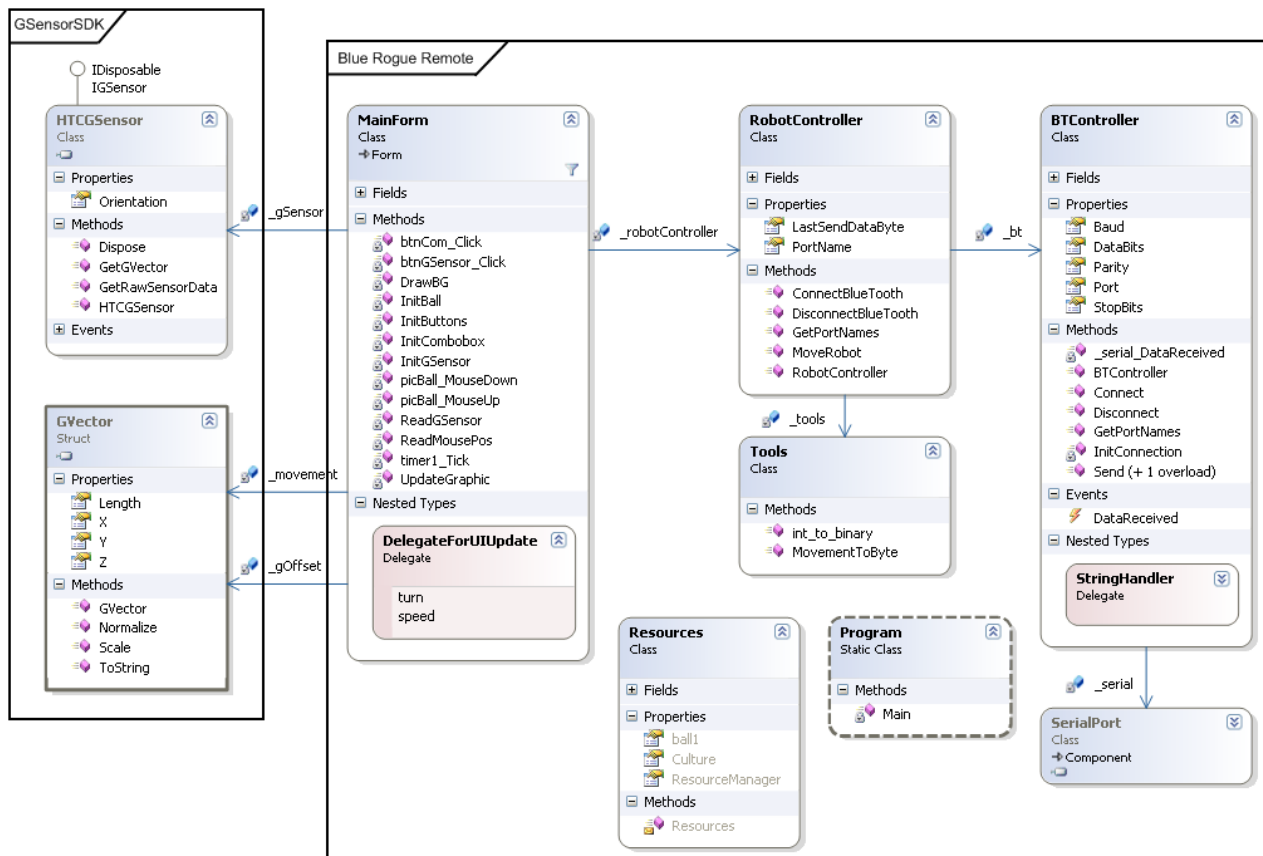 GSensorSDK
IDisposable
IGSensor
HTCGSensor
Class
Properties
Orientation
Methods
Dispose
GetGVector
GetRawSensorData
HTCGSensor
Events
GVector
Struct
Properties
Length
X
Y
Z
Methods
GVector
Normalize
Scale
ToString
Blue Rogue Remote
_gSensor
_movement
_gOffset
MainForm
Class
Form
Fields
Methods
btnCom_Click
btnGSensor_Click
DrawBG
InitBall
InitButtons
InitCombobox
InitGSensor
picBall_MouseDown
picBall_MouseUp
ReadGSensor
ReadMousePos
timer1_Tick
UpdateGraphic
Nested Types
DelegateForUIUpdate
Delegate
turn
speed
_robotController
RobotController
Class
Fields
Properties
LastSendDataByte
PortName
Methods
ConnectBlueTooth
DisconnectBlueTooth
GetPortNames
MoveRobot
RobotController
_tools
Tools
Class
Methods
int_to_binary
MovementToByte
Resources
Class
Fields
Properties
ball1
Culture
ResourceManager
Methods
Resources
Program
Static Class
Methods
Main
_bt
BTController
Class
Fields
Properties
Baud
DataBits
Parity
Port
StopBits
Methods
_serial_DataReceived
BTController
Connect
Disconnect
GetPortNames
InitConnection
Send (+ 1 overload)
Events
DataReceived
Nested Types
StringHandler
Delegate
_serial
SerialPort
Class
Component